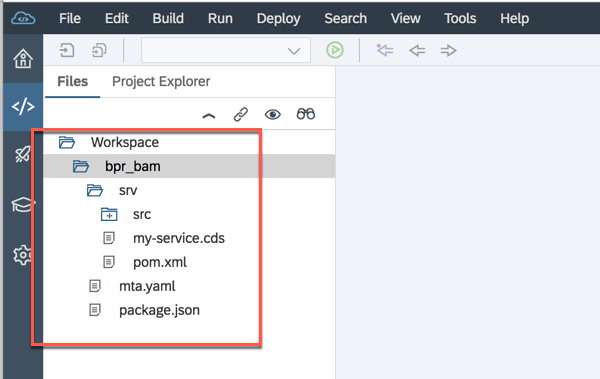 File Edit Build Run Deploy Search View Tools Help
Files Project Explorer
Workspace
bpr_bam
srv
src
my-service.cds
pom.xml
mta.yaml
package.json